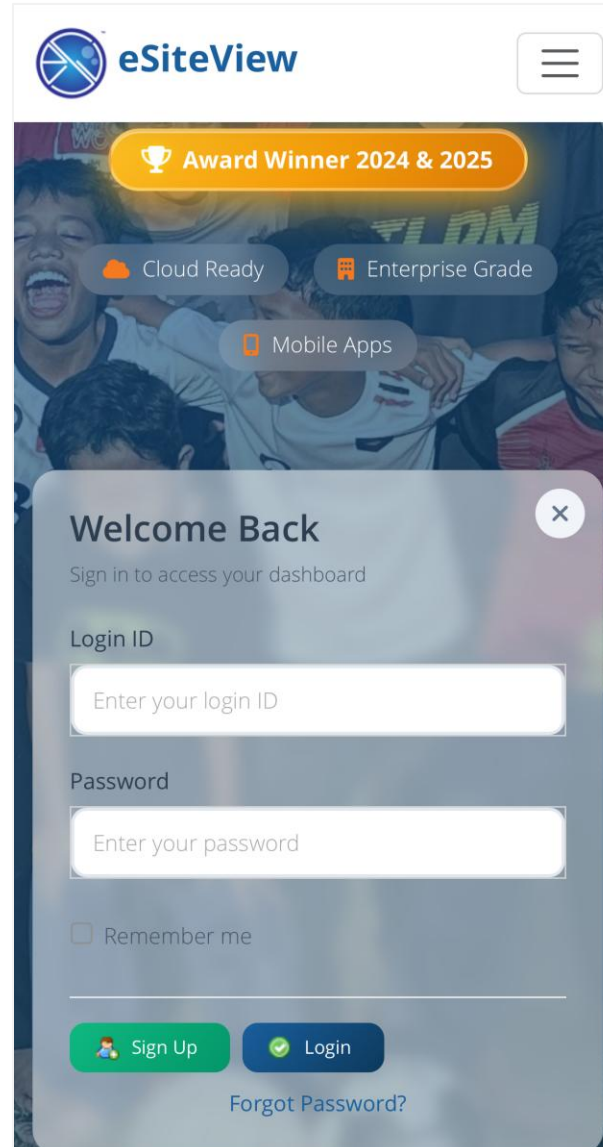 eSiteView
Award Winner 2024 & 2025
Cloud Ready
Enterprise Grade
Mobile Apps
Welcome Back
Sign in to access your dashboard
Login ID
Enter your login ID
Password
Enter your password
Remember me
Sign Up
Login
Forgot Password?